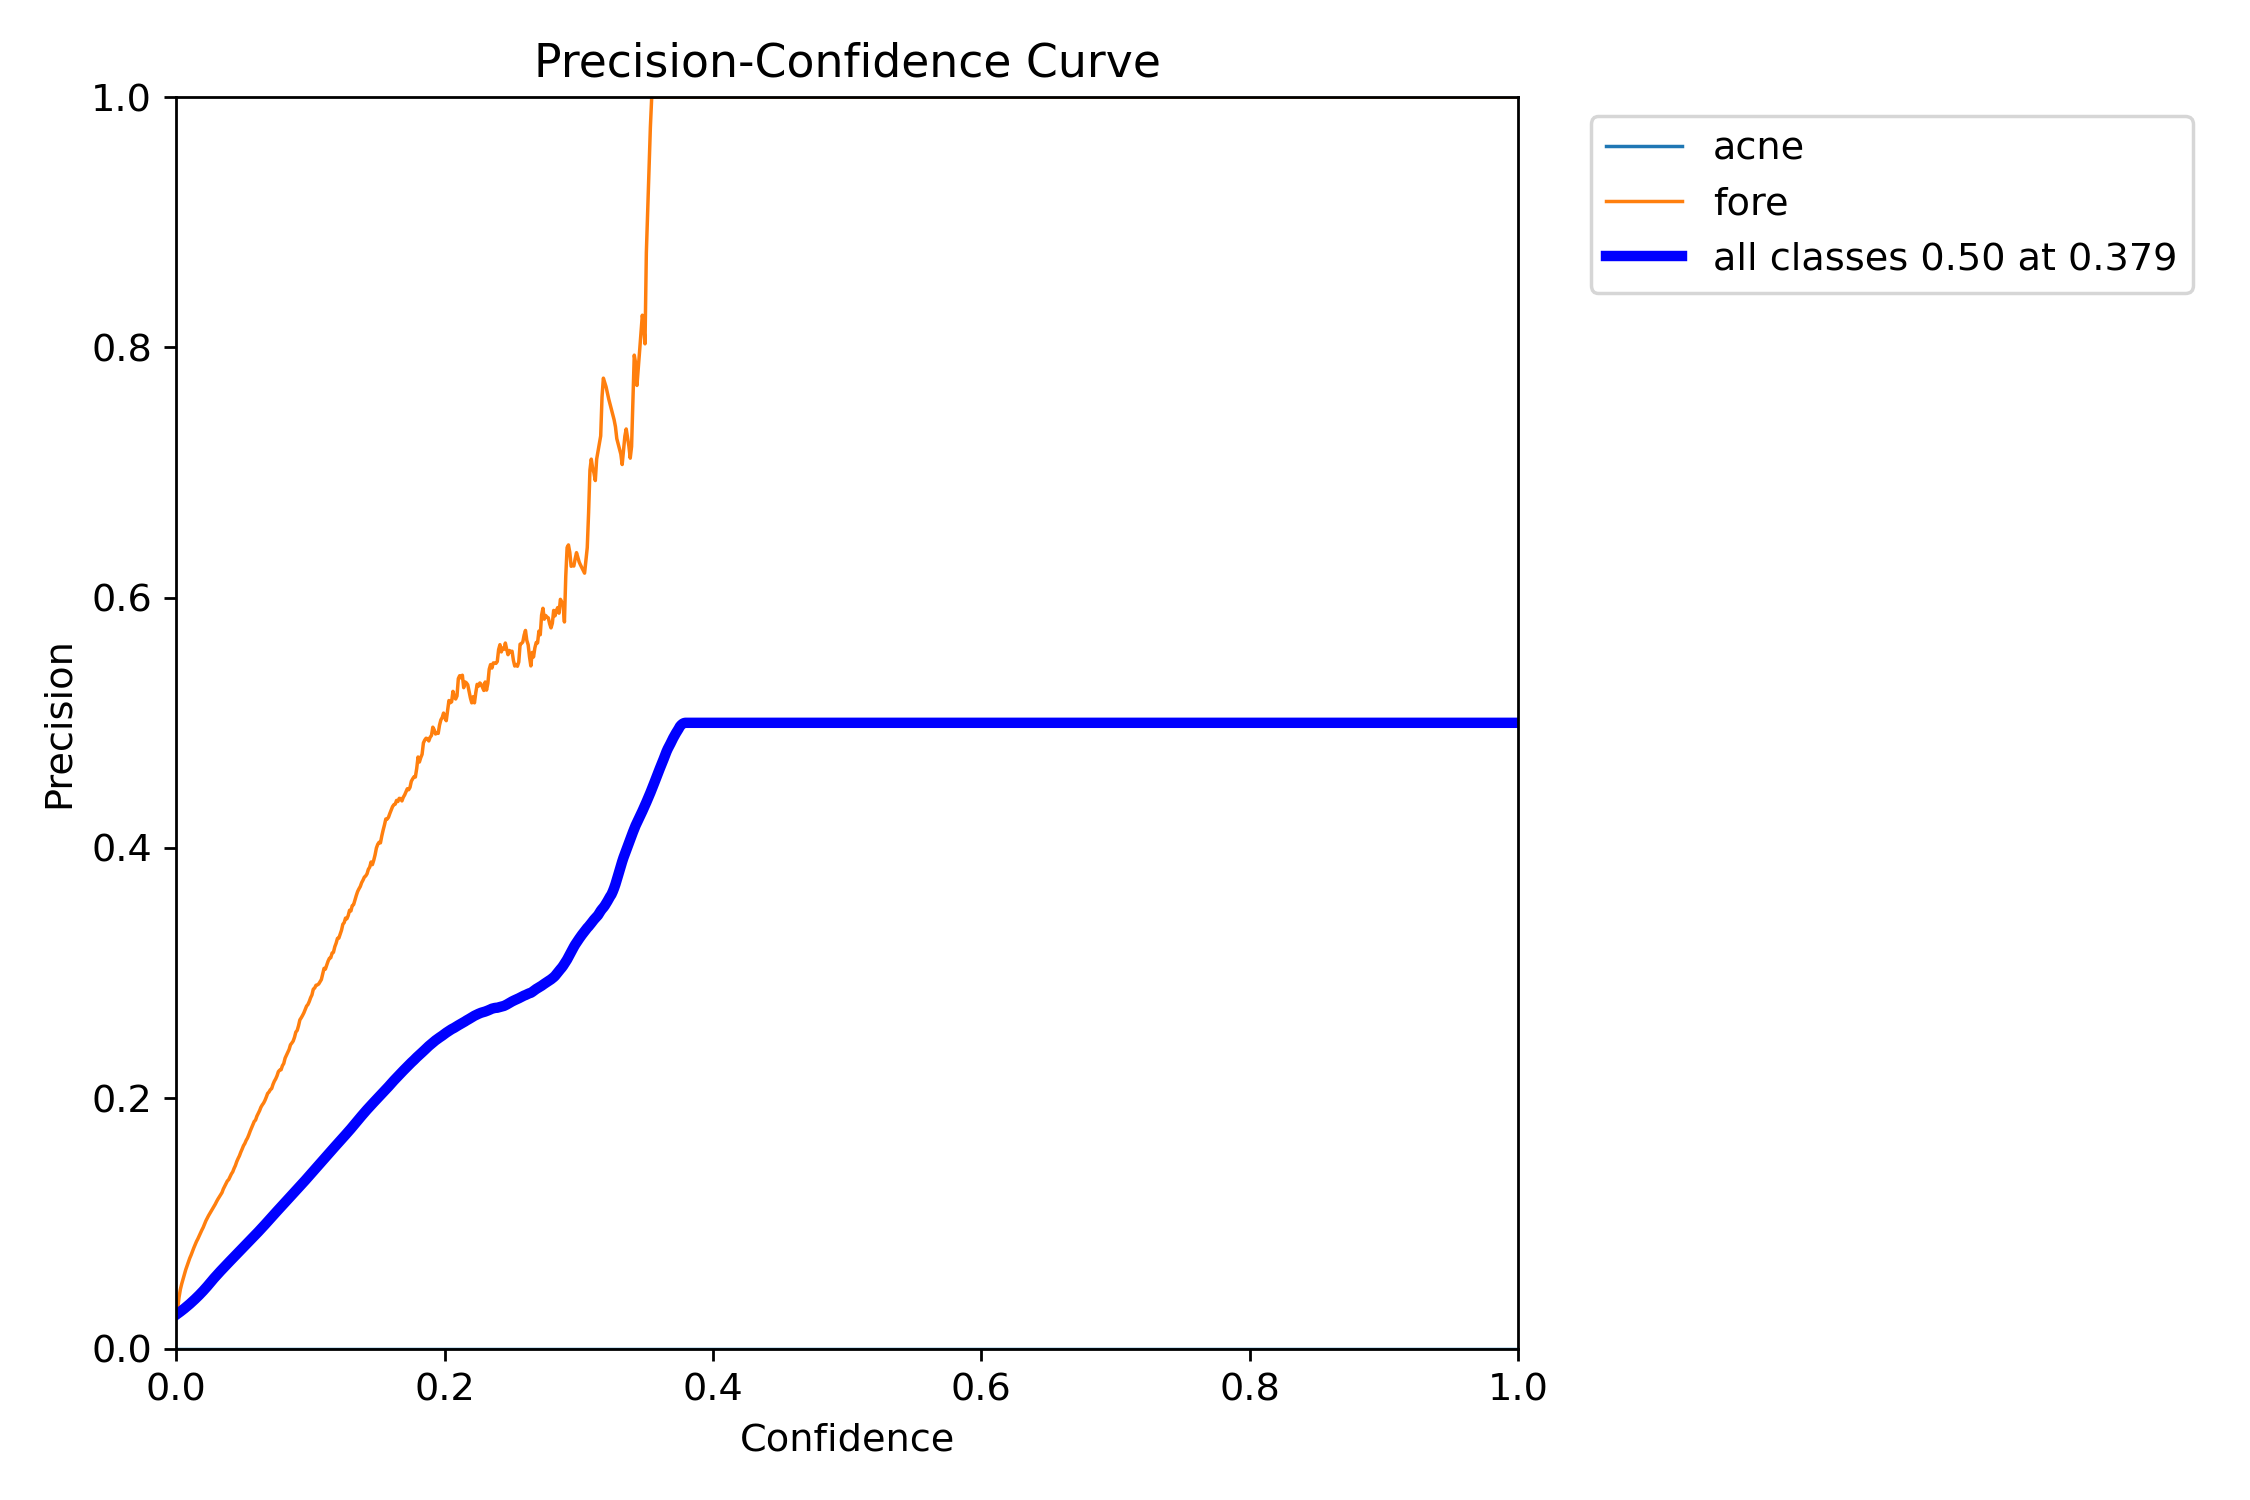 Precision-Confidence Curve
1.0
0.8
0.6
0.4
0.2
0.0
Precision
0.0 0.2 0.4 0.6 0.8 1.0
Confidence
acne
fore
all classes 0.50 at 0.379